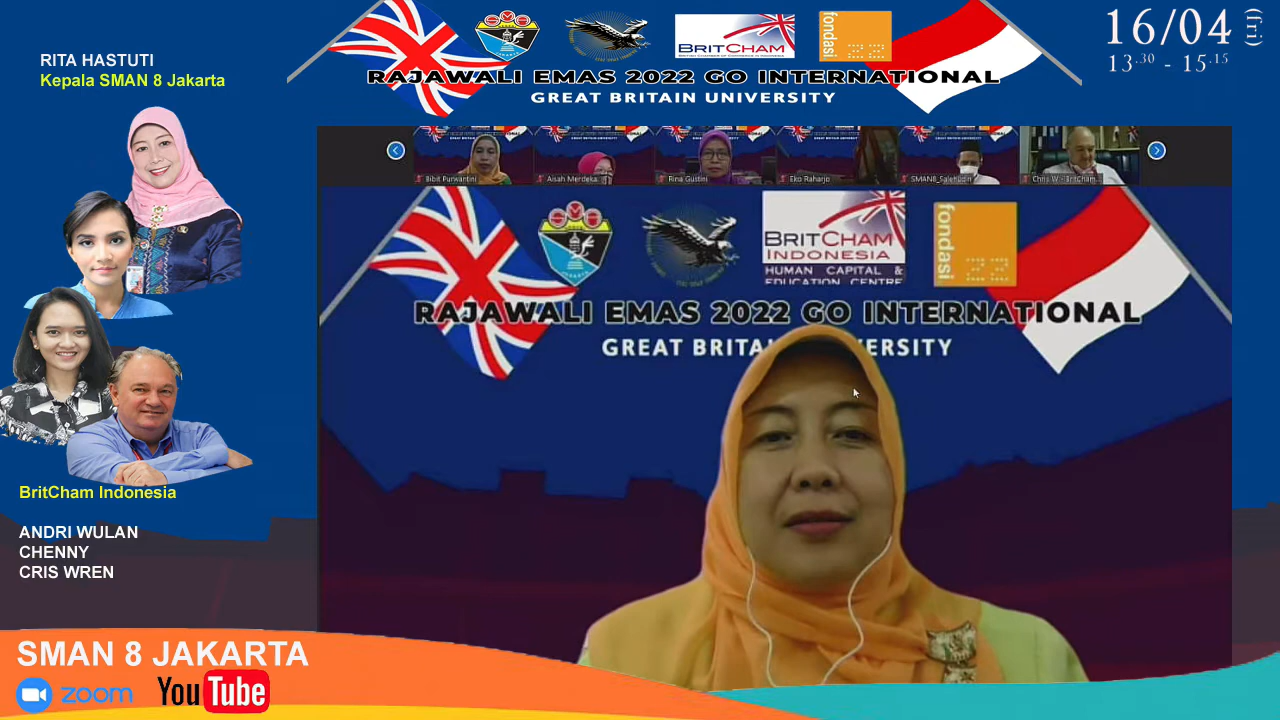 RITA HASTUTI
Kepala SMAN 8 Jakarta
BRITCHAM
fondasi
RAJAWALI EMAS 2022 GO INTERNATIONAL
GREAT BRITAIN UNIVERSITY
16/04 (fri)
13.30 - 15.15
Bibit Purwantini
Aisah Merdeka
Rina Gustini
Eko Raharjo
SMAN8_Salehudin
Chris W - BritCham
BRITCHAM
INDONESIA
HUMAN CAPITAL &
EDUCATION CENTRE
fondasi
RAJAWALI EMAS 2022 GO INTERNATIONAL
GREAT BRITA VERSITY
BritCham Indonesia
ANDRI WULAN
CHENNY
CRIS WREN
SMAN 8 JAKARTA
zoom
YouTube